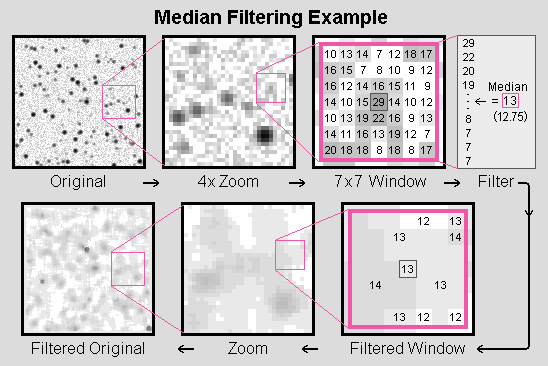 Median Filtering Example
10 13 14 7 12 18 17
16 15 7 8 10 9 12
16 12 14 16 15 11 9
14 10 15 29 14 10 12
10 13 19 22 16 9 13
14 11 16 13 12 9 7
20 18 18 8 8 17
29
22
20
19
:
8
7
7
7
Median
← = 13
(12.75)
Original → 4x Zoom → 7x7 Window → Filter
12 13
13 14
13
14 13
13 12 12
Filtered Original ← Zoom ← Filtered Window